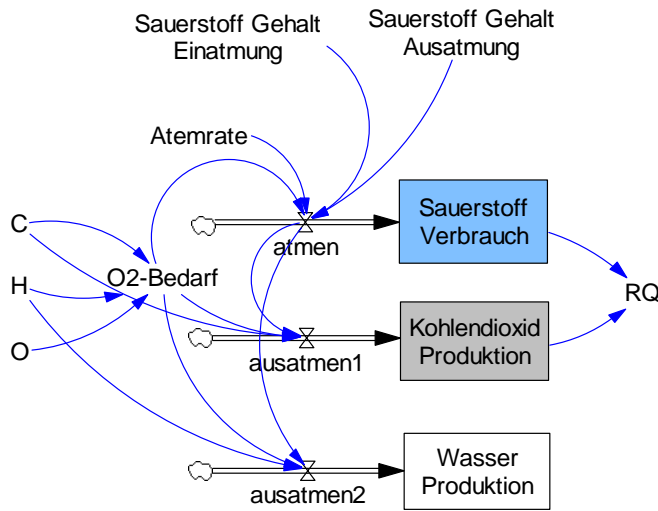 Sauerstoff Gehalt
Einatmung
Sauerstoff Gehalt
Ausatmung
Atemrate
Sauerstoff
Verbrauch
atmen
C
O2-Bedarf
H
RQ
Kohlendioxid
Produktion
O
ausatmen1
Wasser
Produktion
ausatmen2